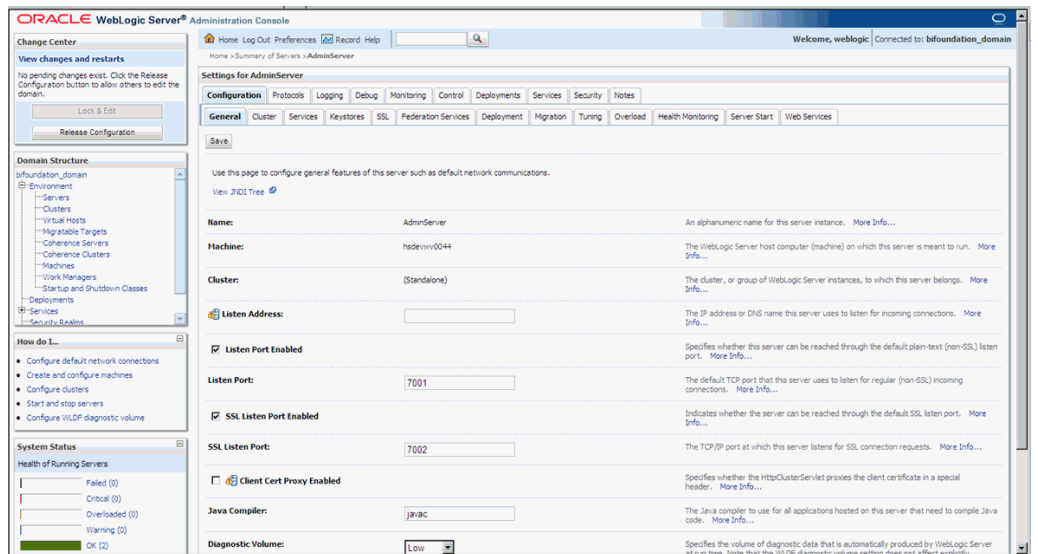 ORACLE WebLogic Server® Administration Console
Change Center
View changes and restarts
No pending changes exist. Click the Release
Configuration button to allow others to edit the
domain.
Lock & Edit
Release Configuration
Domain Structure
bifoundation_domain
Environment
Servers
Clusters
Virtual Hosts
Migratable Targets
Coherence Servers
Coherence Clusters
Machines
Work Managers
Startup and Shutdown Classes
Deployments
Services
Security Realms
How do I...
Configure default network connections
Create and configure machines
Configure clusters
Start and stop servers
Configure WLDF diagnostic volume
System Status
Health of Running Servers
Failed (0)
Critical (0)
Overloaded (0)
Warning (0)
OK (2)
Home Log Out Preferences Record Help
Welcome, weblogic Connected to: bifoundation_domain
Home >Summary of Servers >AdminServer
Settings for AdminServer
Configuration Protocols Logging Debug Monitoring Control Deployments Services Security Notes
General Cluster Services Keystores SSL Federation Services Deployment Migration Tuning Overload Health Monitoring Server Start Web Services
Save
Use this page to configure general features of this server such as default network communications.
View JNDI Tree
Name: AdminServer An alphanumeric name for this server instance. More Info...
Machine: hsdevwv0044 The WebLogic Server host computer (machine) on which this server is meant to run. More
Info...
Cluster: (Standalone) The cluster, or group of WebLogic Server instances, to which this server belongs. More
Info...
Listen Address: The IP address or DNS name this server uses to listen for incoming connections. More
Info...
Listen Port Enabled Specifies whether this server can be reached through the default plain-text (non-SSL) listen
port. More Info...
Listen Port: 7001 The default TCP port that this server uses to listen for regular (non-SSL) incoming
connections. More Info...
SSL Listen Port Enabled Indicates whether the server can be reached through the default SSL listen port. More
Info...
SSL Listen Port: 7002 The TCP/IP port at which this server listens for SSL connection requests. More Info...
Client Cert Proxy Enabled Specifies whether the HttpClusterServlet proxies the client certificate in a special
header. More Info...
Java Compiler: javac The Java compiler to use for all applications hosted on this server that need to compile Java
code. More Info...
Diagnostic Volume: Low Specifies the volume of diagnostic data that is automatically produced by WebLogic Server
at run time. Note that the WLDF diagnostic volume setting does not affect explicitly